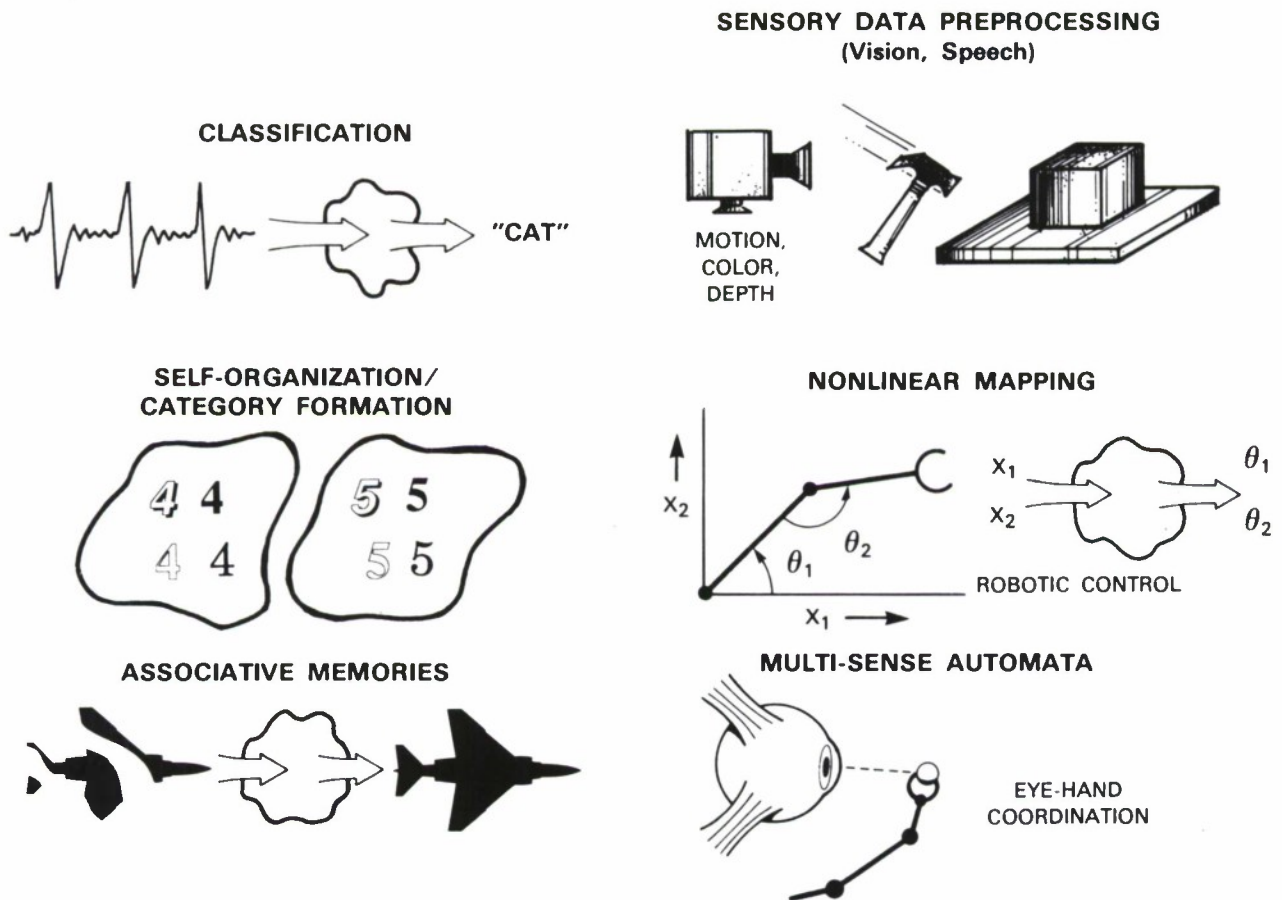 SENSORY DATA PREPROCESSING
(Vision, Speech)
CLASSIFICATION
"CAT"
MOTION,
COLOR,
DEPTH
SELF-ORGANIZATION/
CATEGORY FORMATION
4 4
4 4
5 5
5 5
NONLINEAR MAPPING
X₂
θ₁
θ₂
X₁
X₁
X₂
θ₁
θ₂
ROBOTIC CONTROL
ASSOCIATIVE MEMORIES
MULTI-SENSE AUTOMATA
EYE-HAND
COORDINATION